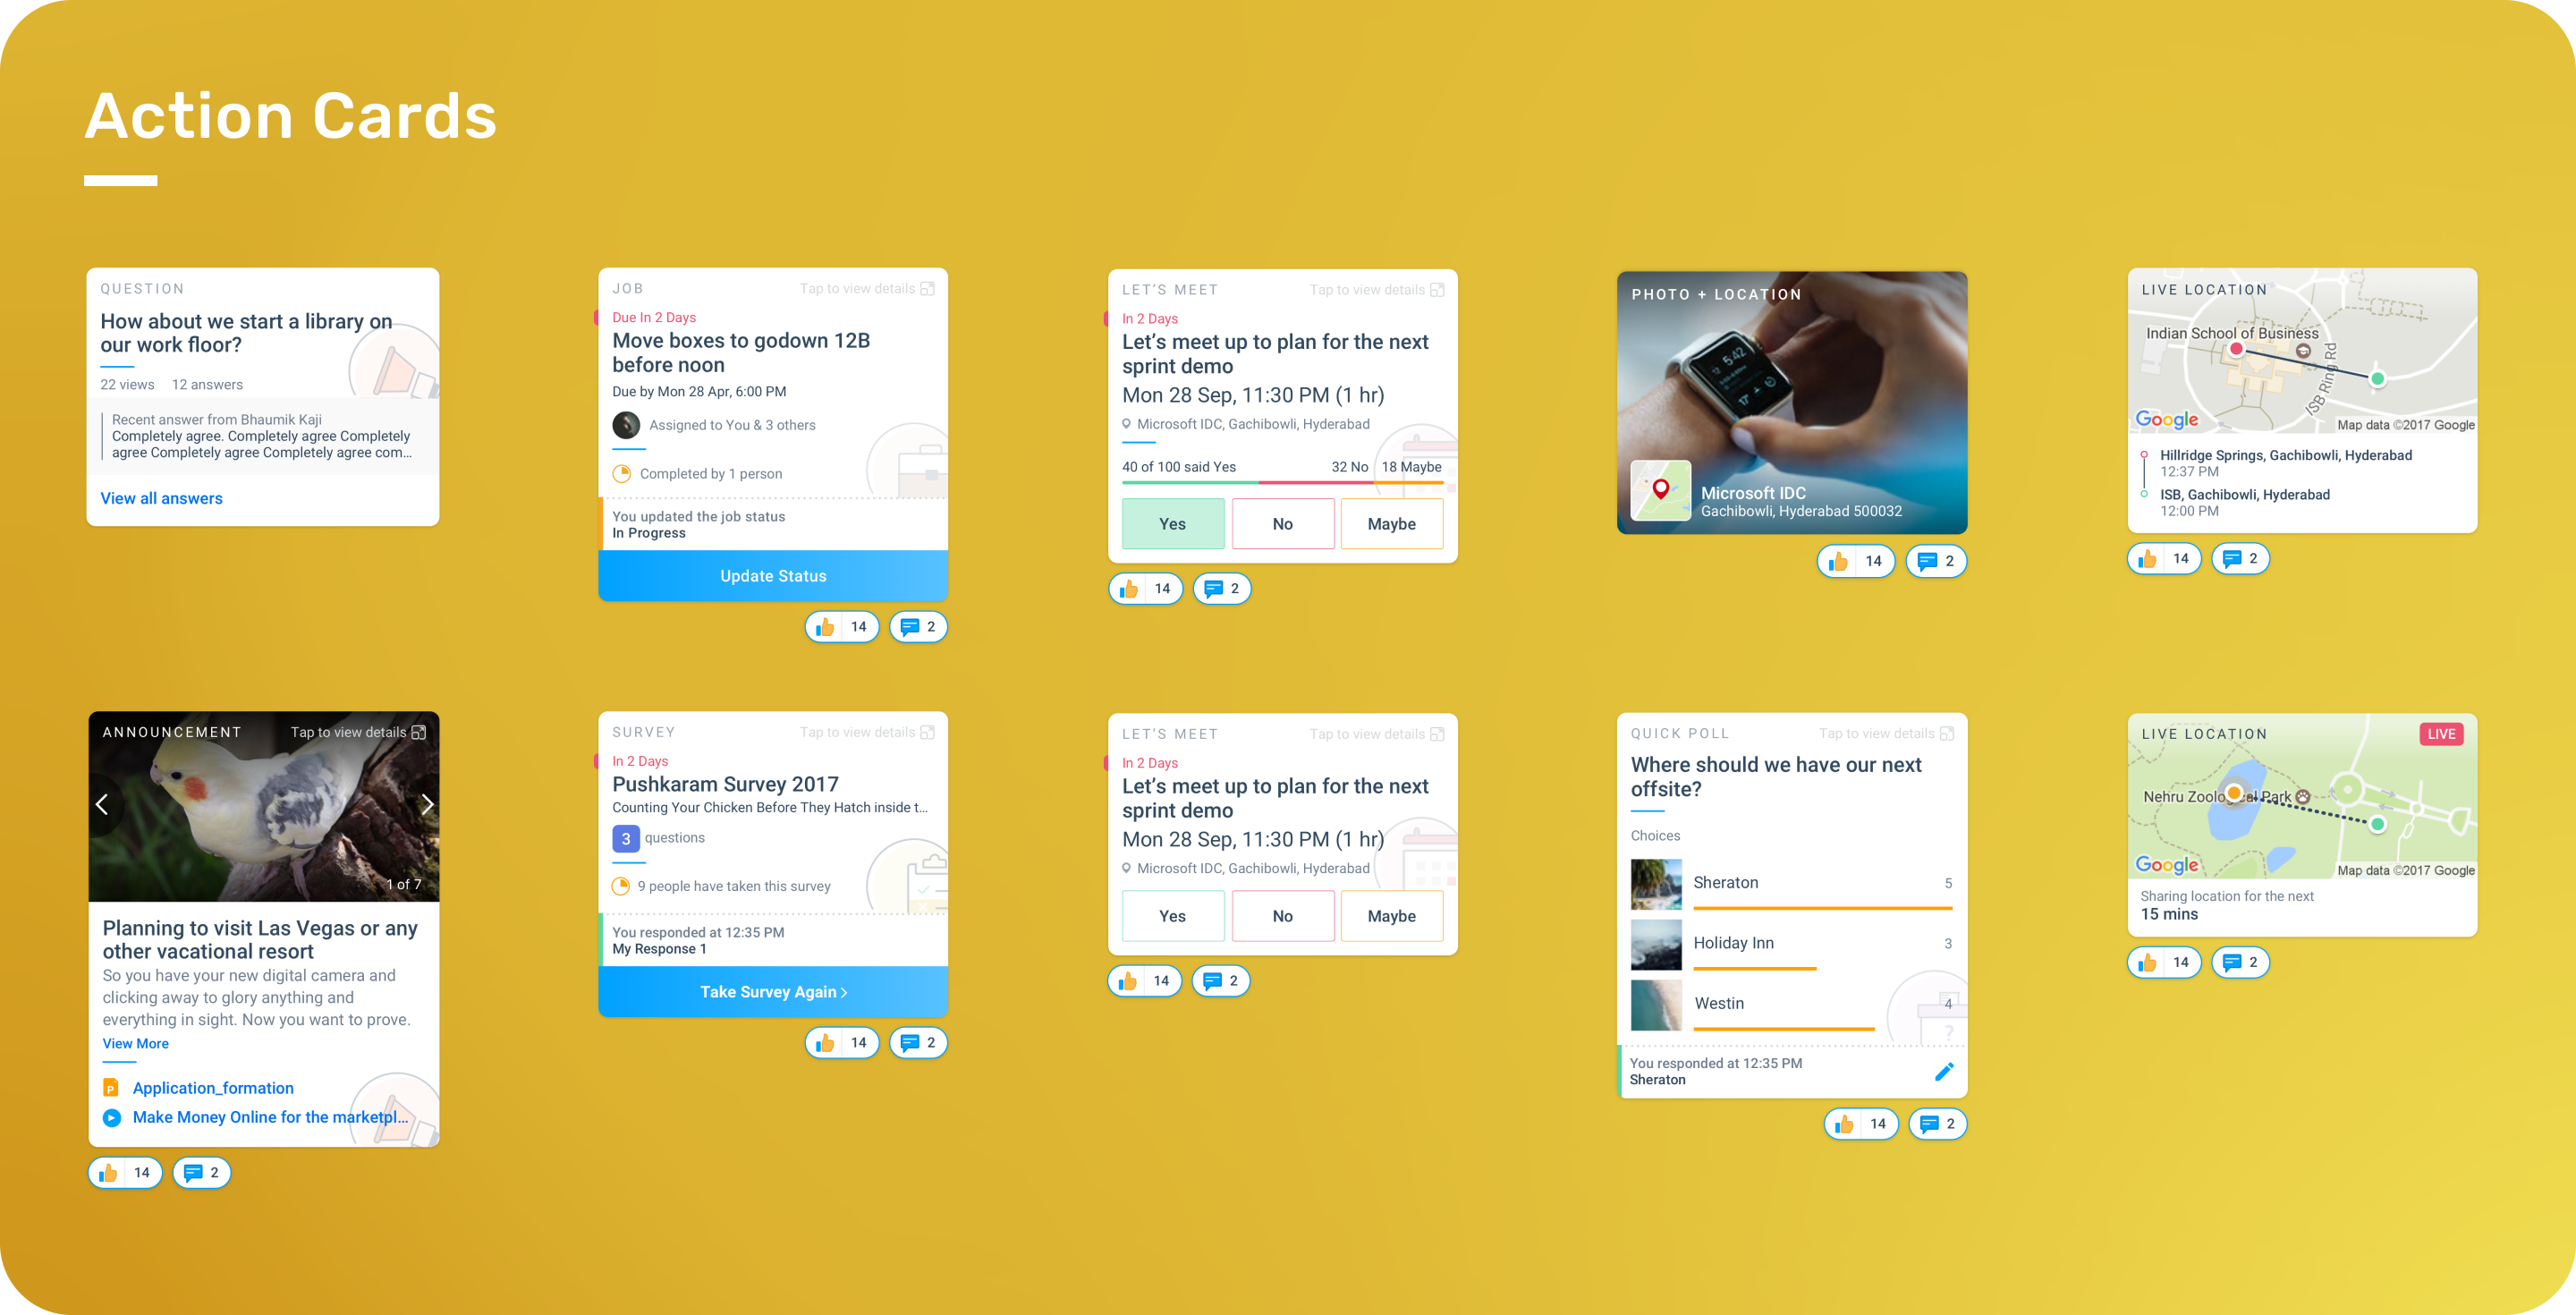 Action Cards
QUESTION
How about we start a library on
our work floor?
22 views 12 answers
Recent answer from Bhaumik Kaji
Completely agree. Completely agree Completely
agree Completely agree Completely agree com...
View all answers
JOB Tap to view details
Due In 2 Days
Move boxes to godown 12B
before noon
Due by Mon 28 Apr, 6:00 PM
Assigned to You & 3 others
Completed by 1 person
You updated the job status
In Progress
Update Status
14 2
LET'S MEET Tap to view details
In 2 Days
Let's meet up to plan for the next
sprint demo
Mon 28 Sep, 11:30 PM (1 hr)
Microsoft IDC, Gachibowli, Hyderabad
40 of 100 said Yes 32 No 18 Maybe
Yes No Maybe
14 2
PHOTO + LOCATION
5:42
Microsoft IDC
Gachibowli, Hyderabad 500032
14 2
LIVE LOCATION
Indian School of Business
ISB Ring Rd
Google Map data ©2017 Google
Hillridge Springs, Gachibowli, Hyderabad
12:37 PM
ISB, Gachibowli, Hyderabad
12:00 PM
14 2
ANNOUNCEMENT Tap to view details
1 of 7
Planning to visit Las Vegas or any
other vacational resort
So you have your new digital camera and
clicking away to glory anything and
everything in sight. Now you want to prove.
View More
P Application_formation
Make Money Online for the marketpl...
14 2
SURVEY Tap to view details
In 2 Days
Pushkaram Survey 2017
Counting Your Chicken Before They Hatch inside t...
3 questions
9 people have taken this survey
You responded at 12:35 PM
My Response 1
Take Survey Again
14 2
LET'S MEET Tap to view details
In 2 Days
Let's meet up to plan for the next
sprint demo
Mon 28 Sep, 11:30 PM (1 hr)
Microsoft IDC, Gachibowli, Hyderabad
Yes No Maybe
14 2
QUICK POLL Tap to view details
Where should we have our next
offsite?
Choices
Sheraton 5
Holiday Inn 3
Westin 4
?
You responded at 12:35 PM
Sheraton
14 2
LIVE LOCATION LIVE
Nehru Zoological Park
Google Map data ©2017 Google
Sharing location for the next
15 mins
14 2